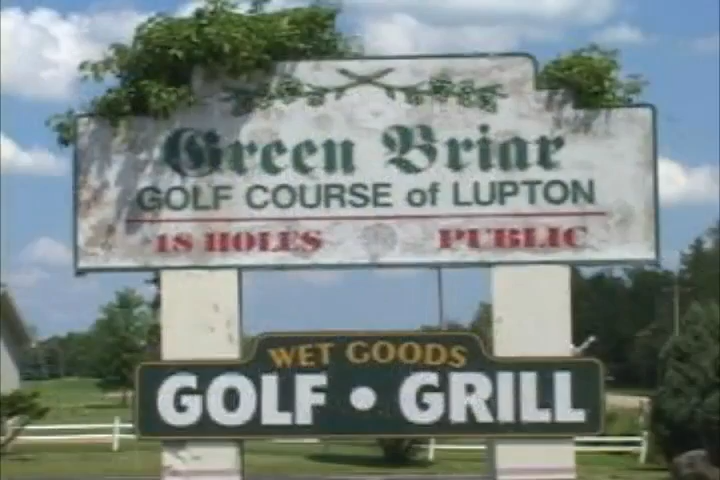 Green Briar
GOLF COURSE of LUPTON
18 HOLES PUBLIC
WET GOODS
GOLF • GRILL